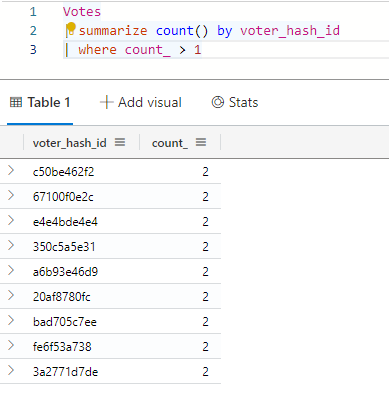 1 Votes
2 | summarize count() by voter_hash_id
3 | where count_ > 1
Table 1 Add visual Stats
voter_hash_id count_
c50be462f2 2
67100f0e2c 2
e4e4bde4e4 2
350c5a5e31 2
a6b93e46d9 2
20af8780fc 2
bad705c7ee 2
fe6f53a738 2
3a2771d7de 2